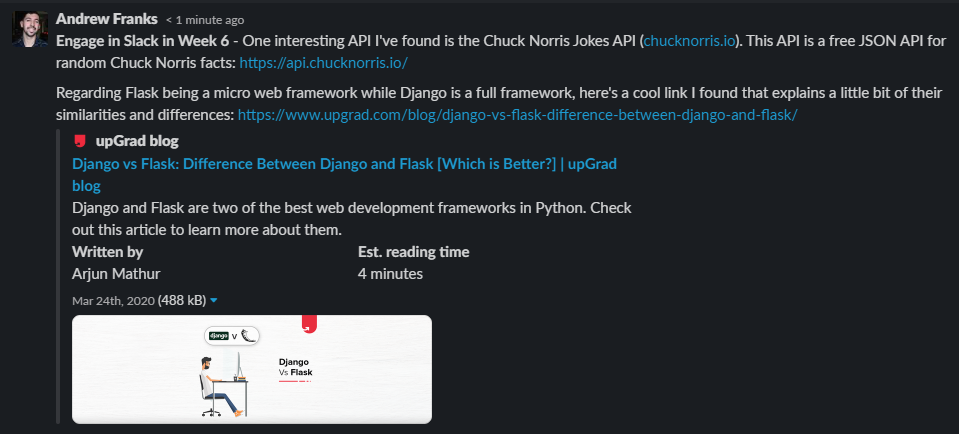 Andrew Franks < 1 minute ago
Engage in Slack in Week 6 - One interesting API I've found is the Chuck Norris Jokes API (chucknorris.io). This API is a free JSON API for
random Chuck Norris facts: https://api.chucknorris.io/
Regarding Flask being a micro web framework while Django is a full framework, here's a cool link I found that explains a little bit of their
similarities and differences: https://www.upgrad.com/blog/django-vs-flask-difference-between-django-and-flask/
upGrad blog
Django vs Flask: Difference Between Django and Flask [Which is Better?] | upGrad
blog
Django and Flask are two of the best web development frameworks in Python. Check
out this article to learn more about them.
Written by Est. reading time
Arjun Mathur 4 minutes
Mar 24th, 2020 (488 kB)
django V
Django
Vs Flask